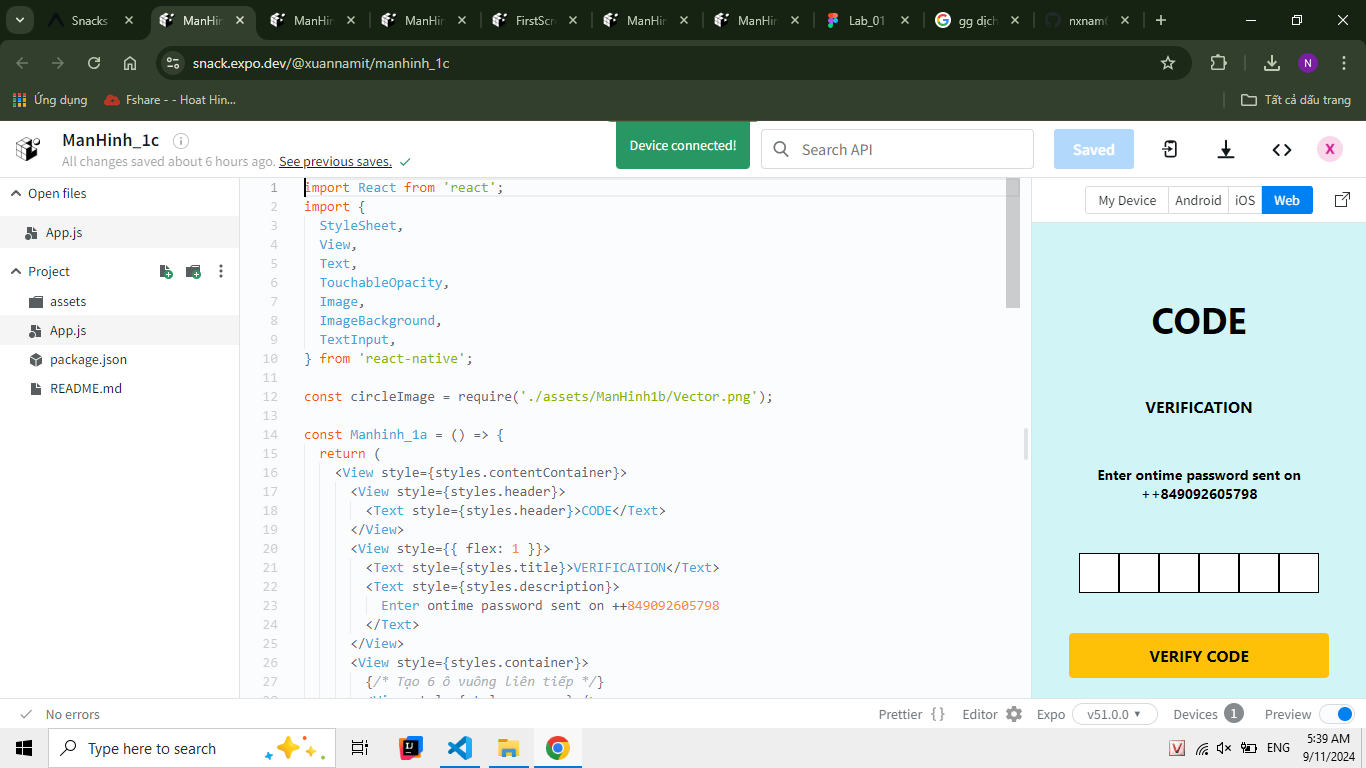 Snacks
ManHin
ManHin
ManHin
FirstScre
ManHin
ManHin
Lab_01
gg dịch
nxnam
snack.expo.dev/@xuannamit/manhinh_1c
N
Ứng dụng
Fshare - - Hoat Hin...
Tất cả dấu trang
ManHinh_1c
All changes saved about 6 hours ago. See previous saves.
Device connected!
Search API
Saved
X
Open files
App.js
Project
assets
App.js
package.json
README.md
1 import React from 'react';
2 import {
3 StyleSheet,
4 View,
5 Text,
6 TouchableOpacity,
7 Image,
8 ImageBackground,
9 TextInput,
10 } from 'react-native';
11
12 const circleImage = require('./assets/ManHinh1b/Vector.png');
13
14 const Manhinh_1a = () => {
15 return (
16 <View style={styles.contentContainer}>
17 <View style={styles.header}>
18 <Text style={styles.header}>CODE</Text>
19 </View>
20 <View style={{ flex: 1 }}>
21 <Text style={styles.title}>VERIFICATION</Text>
22 <Text style={styles.description}>
23 Enter ontime password sent on ++849092605798
24 </Text>
25 </View>
26 <View style={styles.container}>
27 {/* Tạo 6 ô vuông liên tiếp */}
My Device
Android
iOS
Web
CODE
VERIFICATION
Enter ontime password sent on
++849092605798
VERIFY CODE
No errors
Prettier { }
Editor
Expo
v51.0.0
Devices 1
Preview
Type here to search
ENG
5:39 AM
9/11/2024